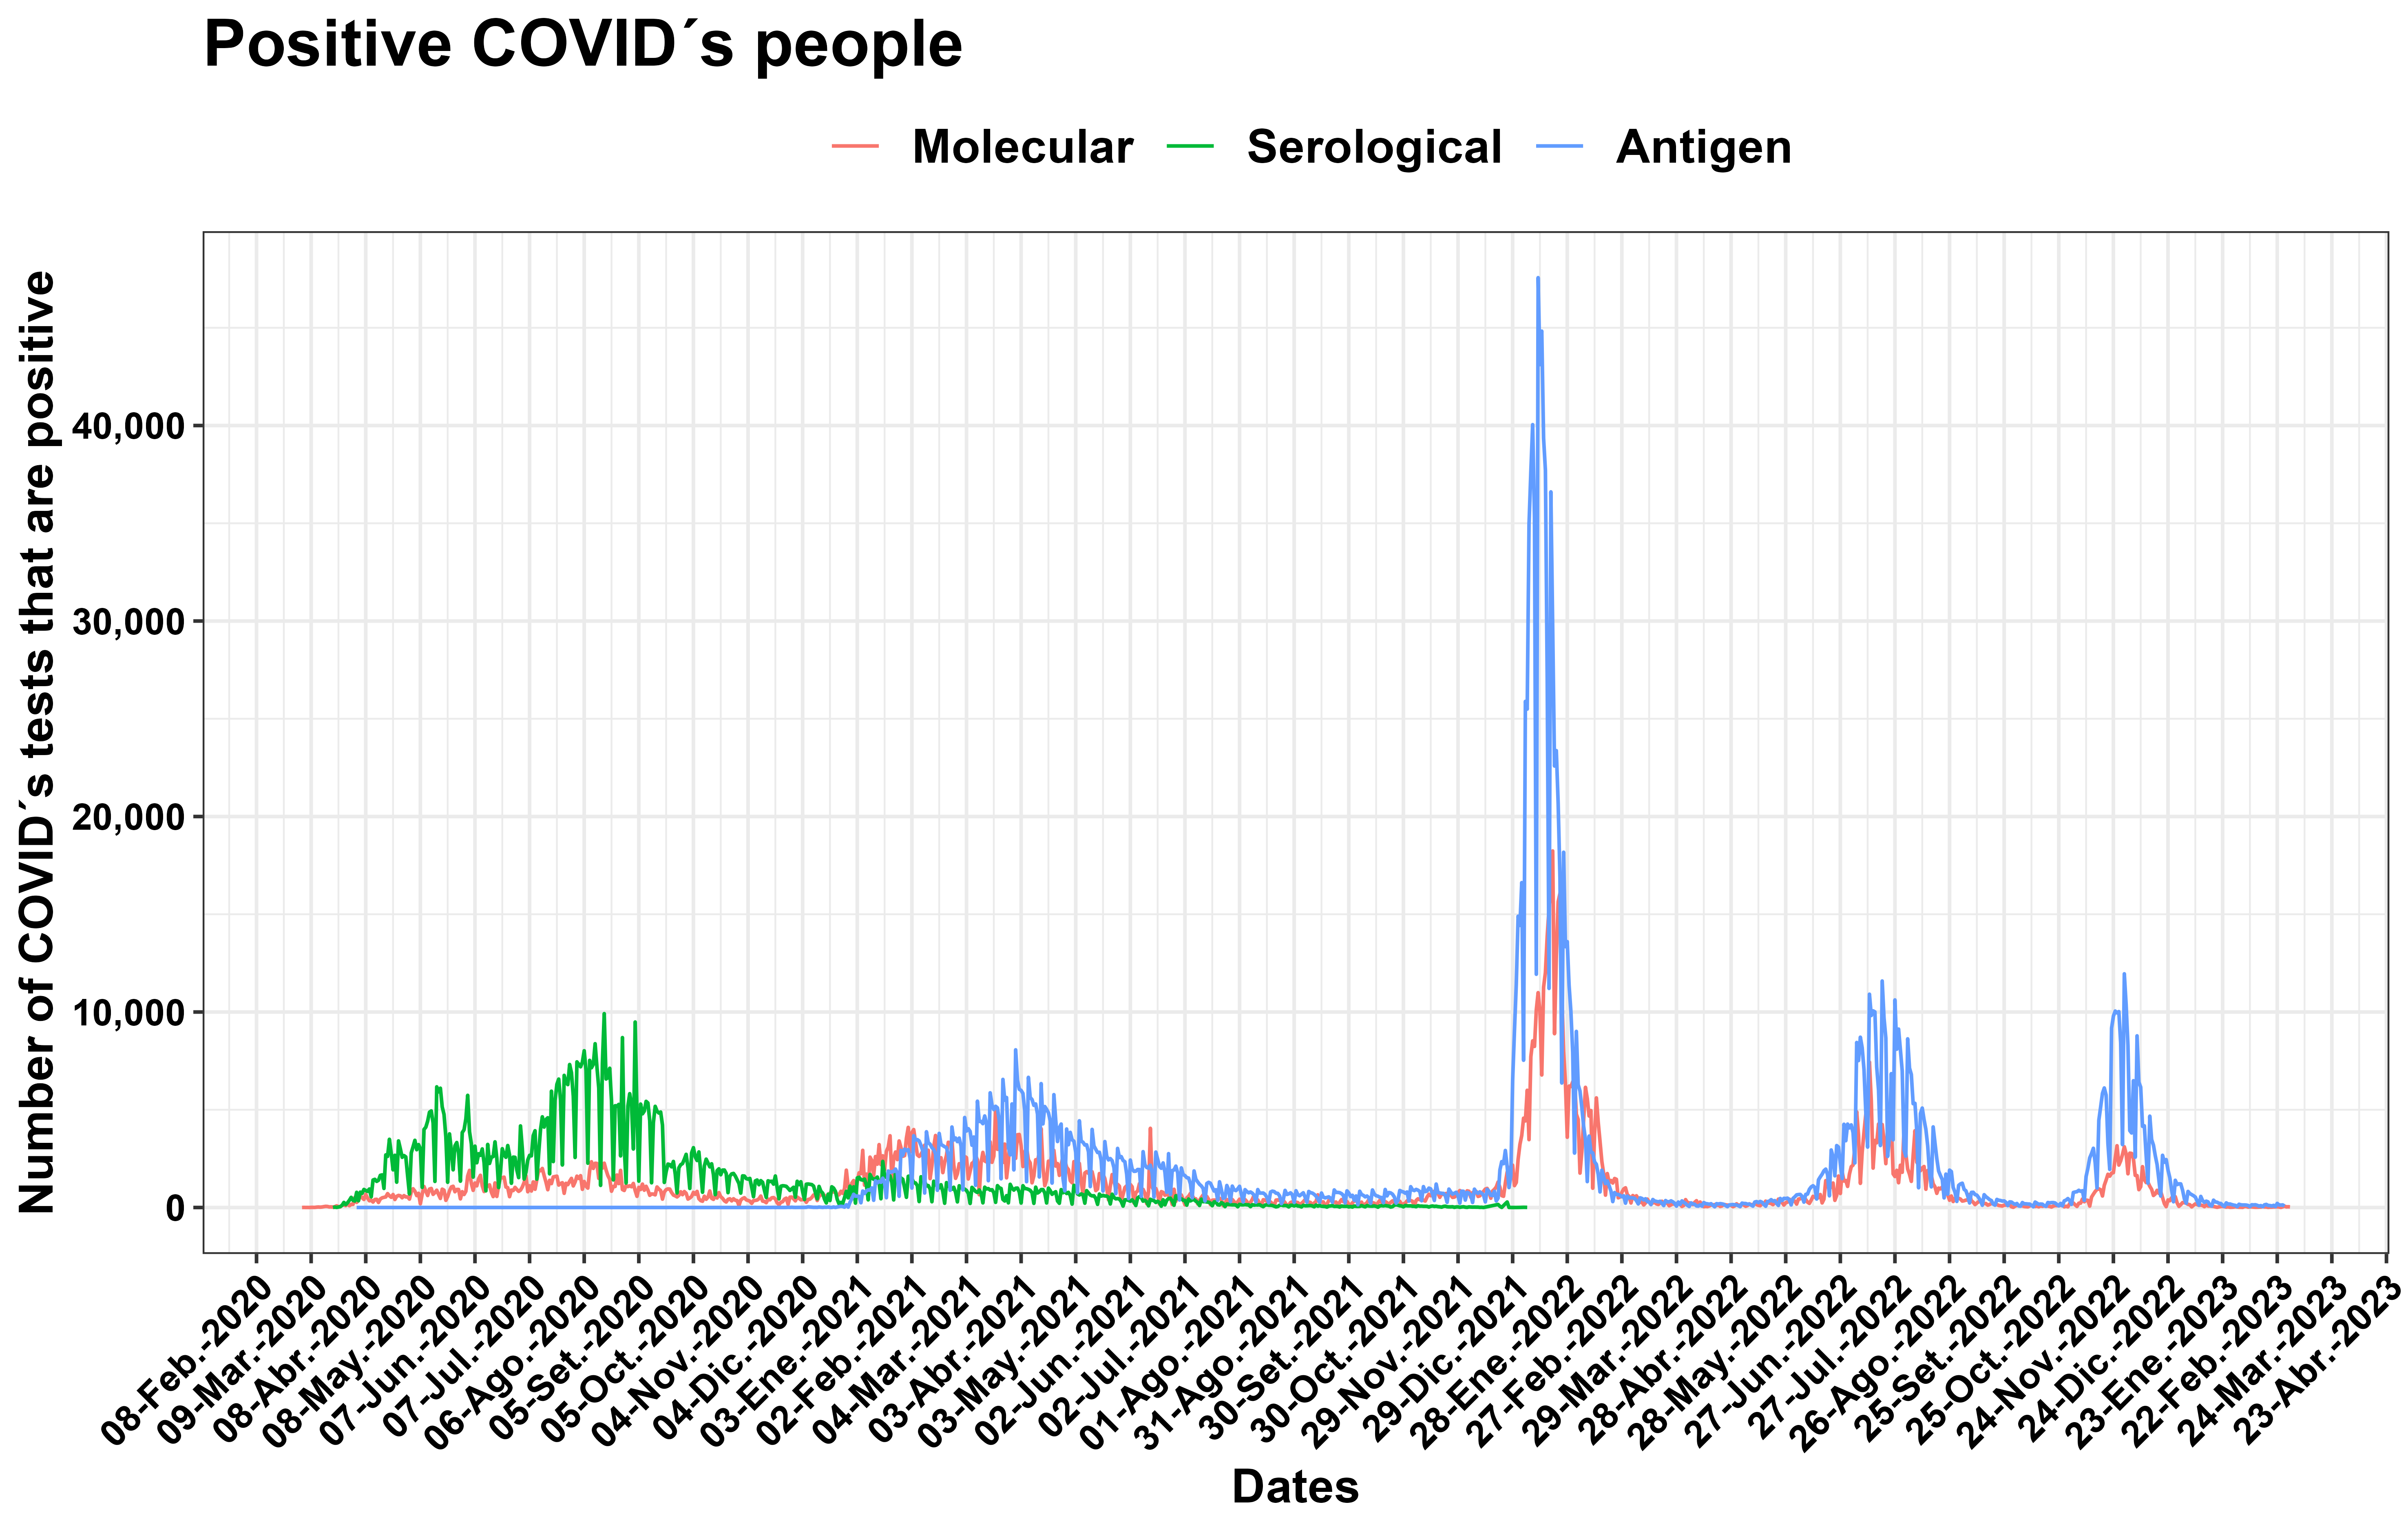 Positive COVID´s people
Molecular
Serological
Antigen
Number of COVID´s tests that are positive
40,000
30,000
20,000
10,000
0
08-Feb.-2020
09-Mar.-2020
08-Abr.-2020
08-May.-2020
07-Jun.-2020
07-Jul.-2020
06-Ago.-2020
05-Set.-2020
05-Oct.-2020
04-Nov.-2020
04-Dic.-2020
03-Ene.-2021
02-Feb.-2021
04-Mar.-2021
03-Abr.-2021
03-May.-2021
02-Jun.-2021
02-Jul.-2021
01-Ago.-2021
31-Ago.-2021
30-Set.-2021
30-Oct.-2021
29-Nov.-2021
29-Dic.-2021
28-Ene.-2022
27-Feb.-2022
29-Mar.-2022
28-Abr.-2022
28-May.-2022
27-Jun.-2022
27-Jul.-2022
26-Ago.-2022
25-Set.-2022
25-Oct.-2022
24-Nov.-2022
24-Dic.-2022
23-Ene.-2023
22-Feb.-2023
24-Mar.-2023
23-Abr.-2023
Dates